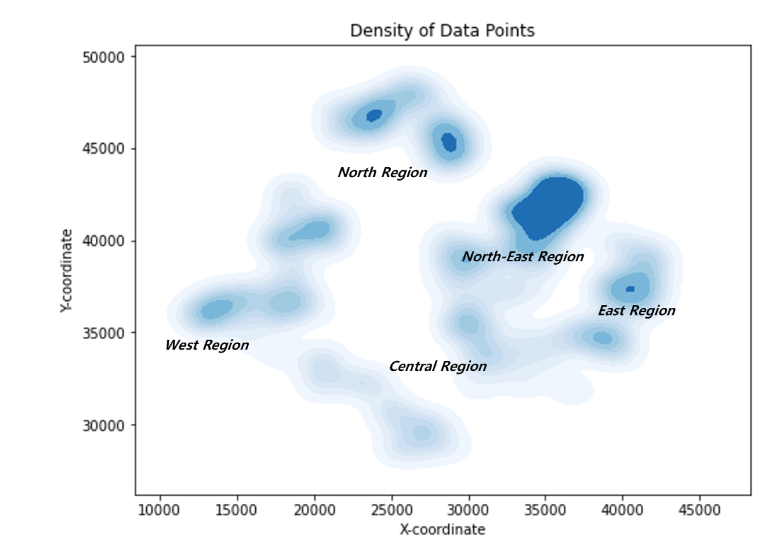 Density of Data Points
50000
45000
North Region
40000
North-East Region
East Region
35000
West Region
Central Region
30000
Y-coordinate
10000 15000 20000 25000 30000 35000 40000 45000
X-coordinate